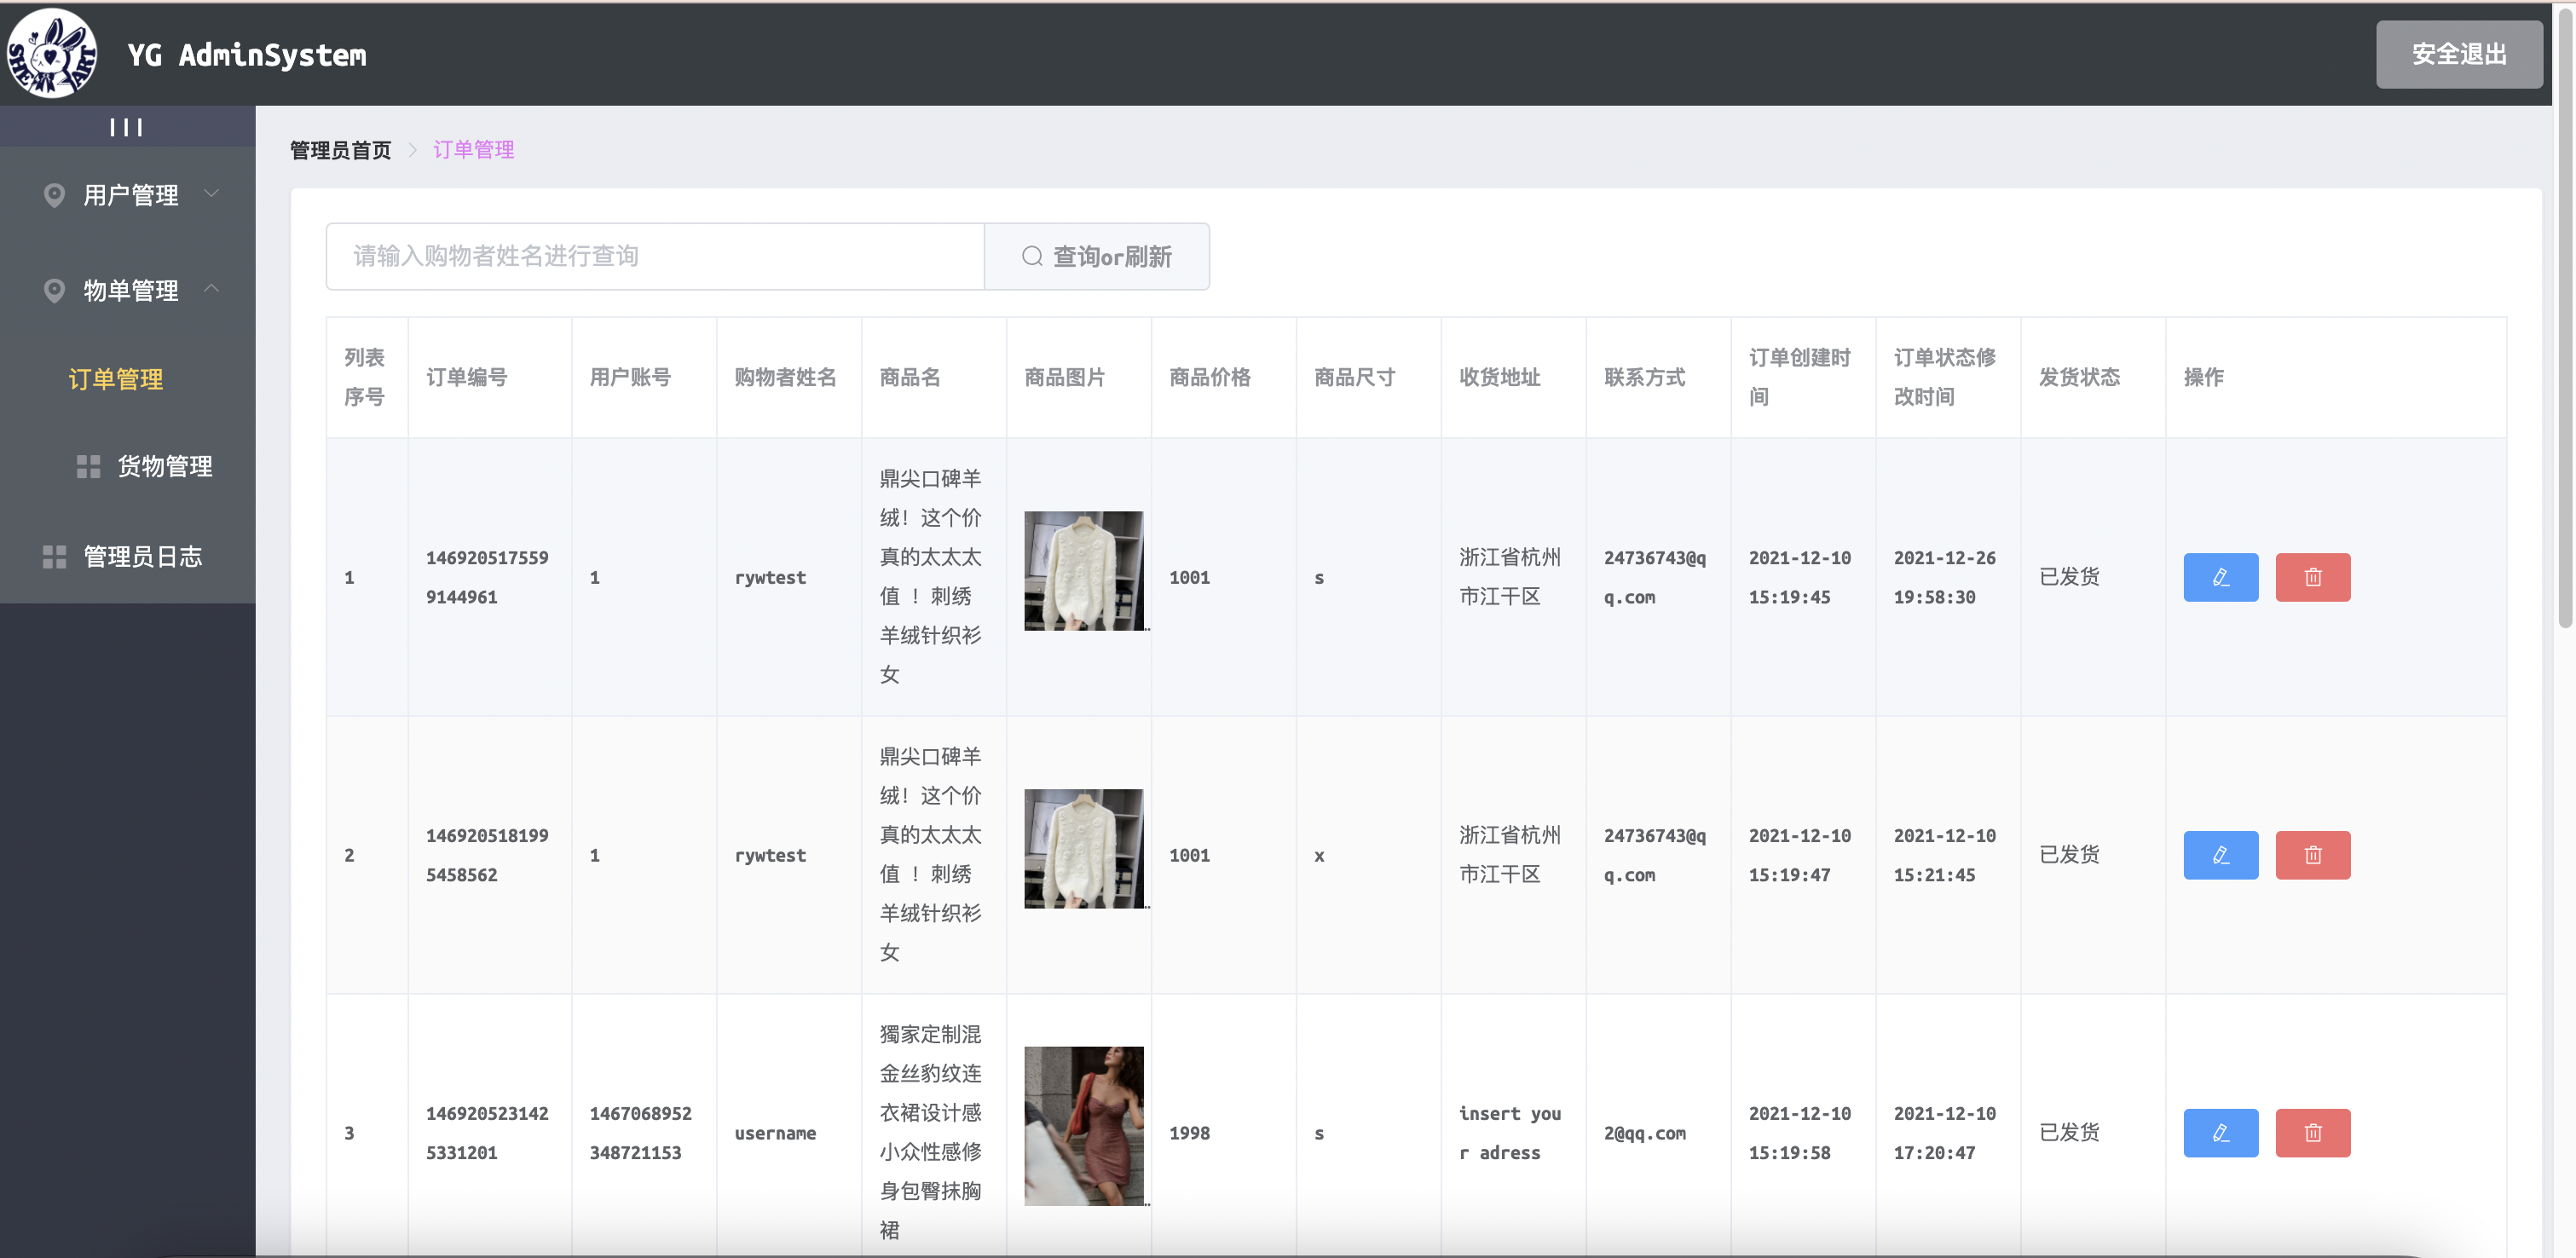 SHE ART
YG AdminSystem
安全退出
用户管理
物单管理
订单管理
货物管理
管理员日志
管理员首页 > 订单管理
请输入购物者姓名进行查询
查询or刷新
列表
序号
订单编号
用户账号
购物者姓名
商品名
商品图片
商品价格
商品尺寸
收货地址
联系方式
订单创建时
间
订单状态修
改时间
发货状态
操作
1
146920517559
9144961
1
rywtest
鼎尖口碑羊
绒！这个价
真的太太太
值 ！刺绣
羊绒针织衫
女
...
1001
s
浙江省杭州
市江干区
24736743@q
q.com
2021-12-10
15:19:45
2021-12-26
19:58:30
已发货
2
146920518199
5458562
1
rywtest
鼎尖口碑羊
绒！这个价
真的太太太
值 ！刺绣
羊绒针织衫
女
...
1001
x
浙江省杭州
市江干区
24736743@q
q.com
2021-12-10
15:19:47
2021-12-10
15:21:45
已发货
3
146920523142
5331201
1467068952
348721153
username
獨家定制混
金丝豹纹连
衣裙设计感
小众性感修
身包臀抹胸
裙
...
1998
s
insert you
r adress
2@qq.com
2021-12-10
15:19:58
2021-12-10
17:20:47
已发货